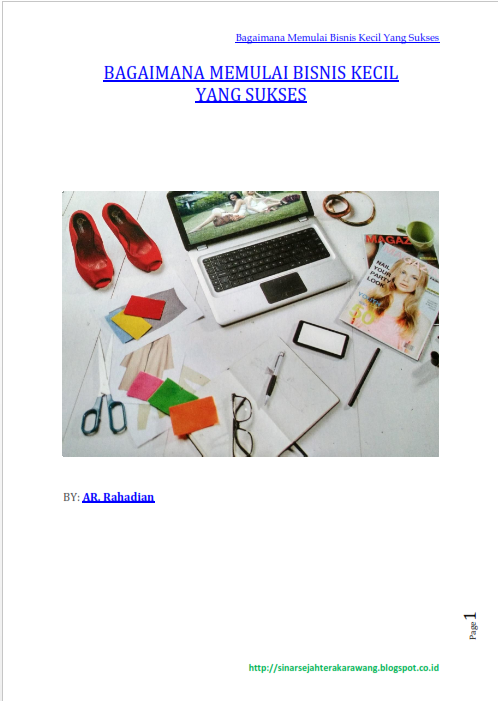 Bagaimana Memulai Bisnis Kecil Yang Sukses
BAGAIMANA MEMULAI BISNIS KECIL
YANG SUKSES
MAGAZ
NAIL
YOUR
PARTY
LOOK
BY: AR. Rahadian
Page 1
http://sinarsejahterakarawang.blogspot.co.id